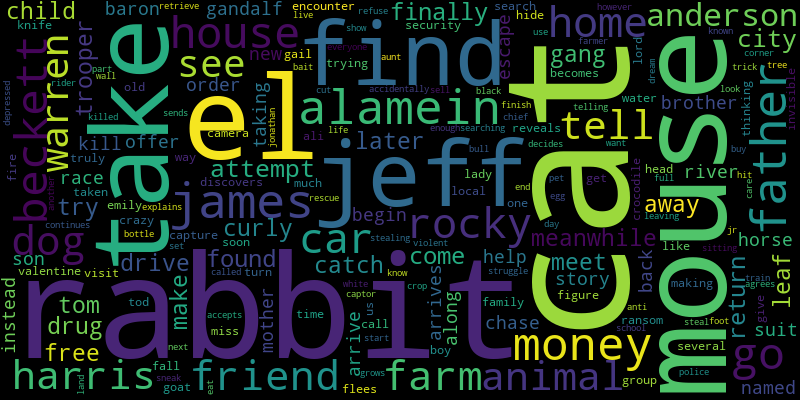 retrieve
encounter
search
child
baron
gandalf
finally
live
refuse
hide
however
home
anderson
knife
show
security
escape
known
farmer
city
part
wall
trooper
house
everyone
aunt
trying
new
gail
bait
find
gang
lord
corner
trick
tree
warren
beckett
see
becomes
use
dream
look
rider
old
order
cut
accidentally
sell
black
water
thinking
invisible
depressed
killed
take
sends
camera
taking
jonathan
el
alamein
finish
telling
brother
kill
offer
ali
life
enough
searching
chief
tell
reveals
buy
father
truly
way
later
bull
decides
want
fire
race
attempt
jeff
lady
head
river
hit
taken
emily
explains
discovers
rescue
local
end
pet
get
full
care
try
crazy
bottle
james
much
one
egg
crocodile
away
leaving
jr
another
continues
capture
set
soon
curly
car
begin
rocky
day
like
sitting
horse
dog
drive
found
catch
come
help
violent
stealing
meanwhile
back
son
valentine
visit
make
mother
called
turn
white
know
struggle
meet
story
making
leaf
instead
tom
tod
accepts
us
captor
crop
family
figure
anti
train
agrees
drug
miss
time
call
arrives
along
chase
ransom
steal
foot
return
give
suit
free
next
start
boy
school
several
rabbit
cat
mouse
money
go
harris
fall
sneak
goat
land
eat
friend
arrive
grows
flees
farm
animal
group
police
named